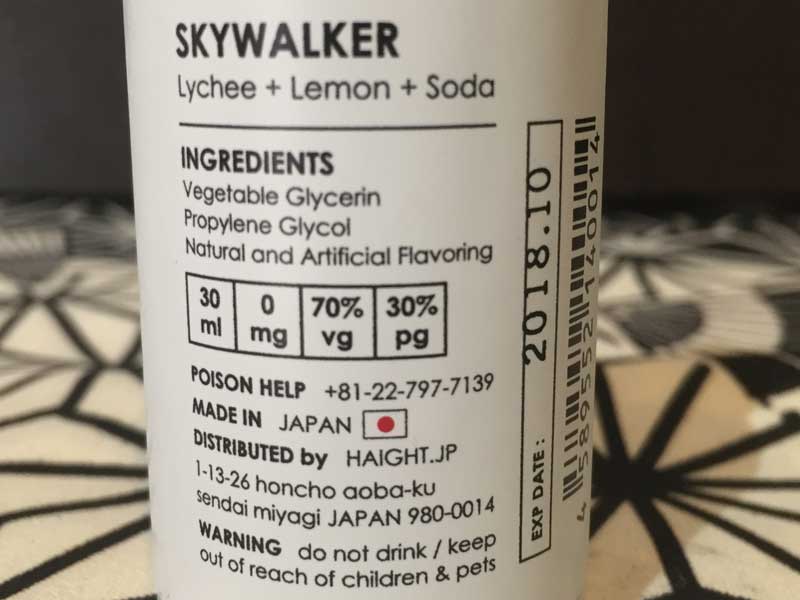 SKYWALKER
Lychee + Lemon + Soda
INGREDIENTS
Vegetable Glycerin
Propylene Glycol
Natural and Artificial Flavoring
30 ml 0 mg 70% vg 30% pg
POISON HELP +81-22-797-7139
MADE IN JAPAN
DISTRIBUTED by HAIGHT.JP
1-13-26 honcho aoba-ku
sendai miyagi JAPAN 980-0014
WARNING do not drink / keep
out of reach of children & pets
EXP DATE : 2018.10
4 589552 140014